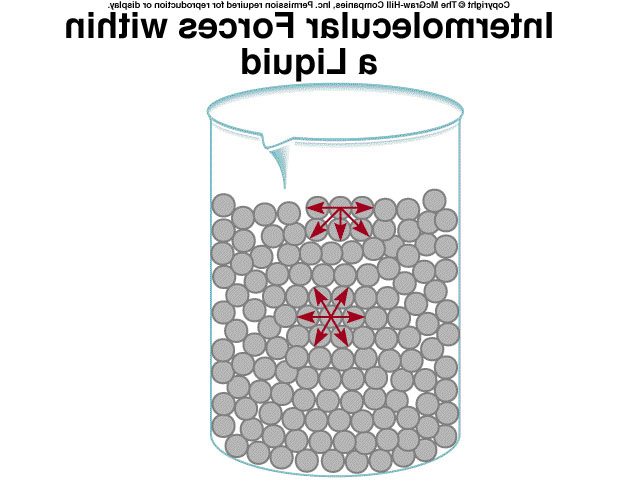 Copyright © The McGraw-Hill Companies, Inc. Permission required for reproduction or display.
Intermolecular Forces within
a Liquid